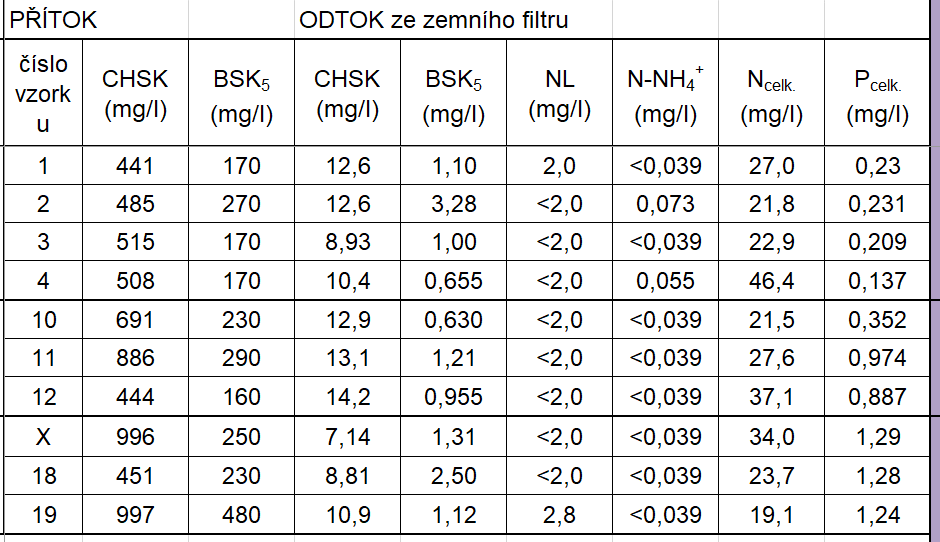 PŘÍTOK ODTOK ze zemního filtru
číslo vzorku CHSK (mg/l) BSK5 (mg/l) CHSK (mg/l) BSK5 (mg/l) NL (mg/l) N-NH4+ (mg/l) Ncelk. (mg/l) Pcelk. (mg/l)
1 441 170 12,6 1,10 2,0 <0,039 27,0 0,23
2 485 270 12,6 3,28 <2,0 0,073 21,8 0,231
3 515 170 8,93 1,00 <2,0 <0,039 22,9 0,209
4 508 170 10,4 0,655 <2,0 0,055 46,4 0,137
10 691 230 12,9 0,630 <2,0 <0,039 21,5 0,352
11 886 290 13,1 1,21 <2,0 <0,039 27,6 0,974
12 444 160 14,2 0,955 <2,0 <0,039 37,1 0,887
X 996 250 7,14 1,31 <2,0 <0,039 34,0 1,29
18 451 230 8,81 2,50 <2,0 <0,039 23,7 1,28
19 997 480 10,9 1,12 2,8 <0,039 19,1 1,24